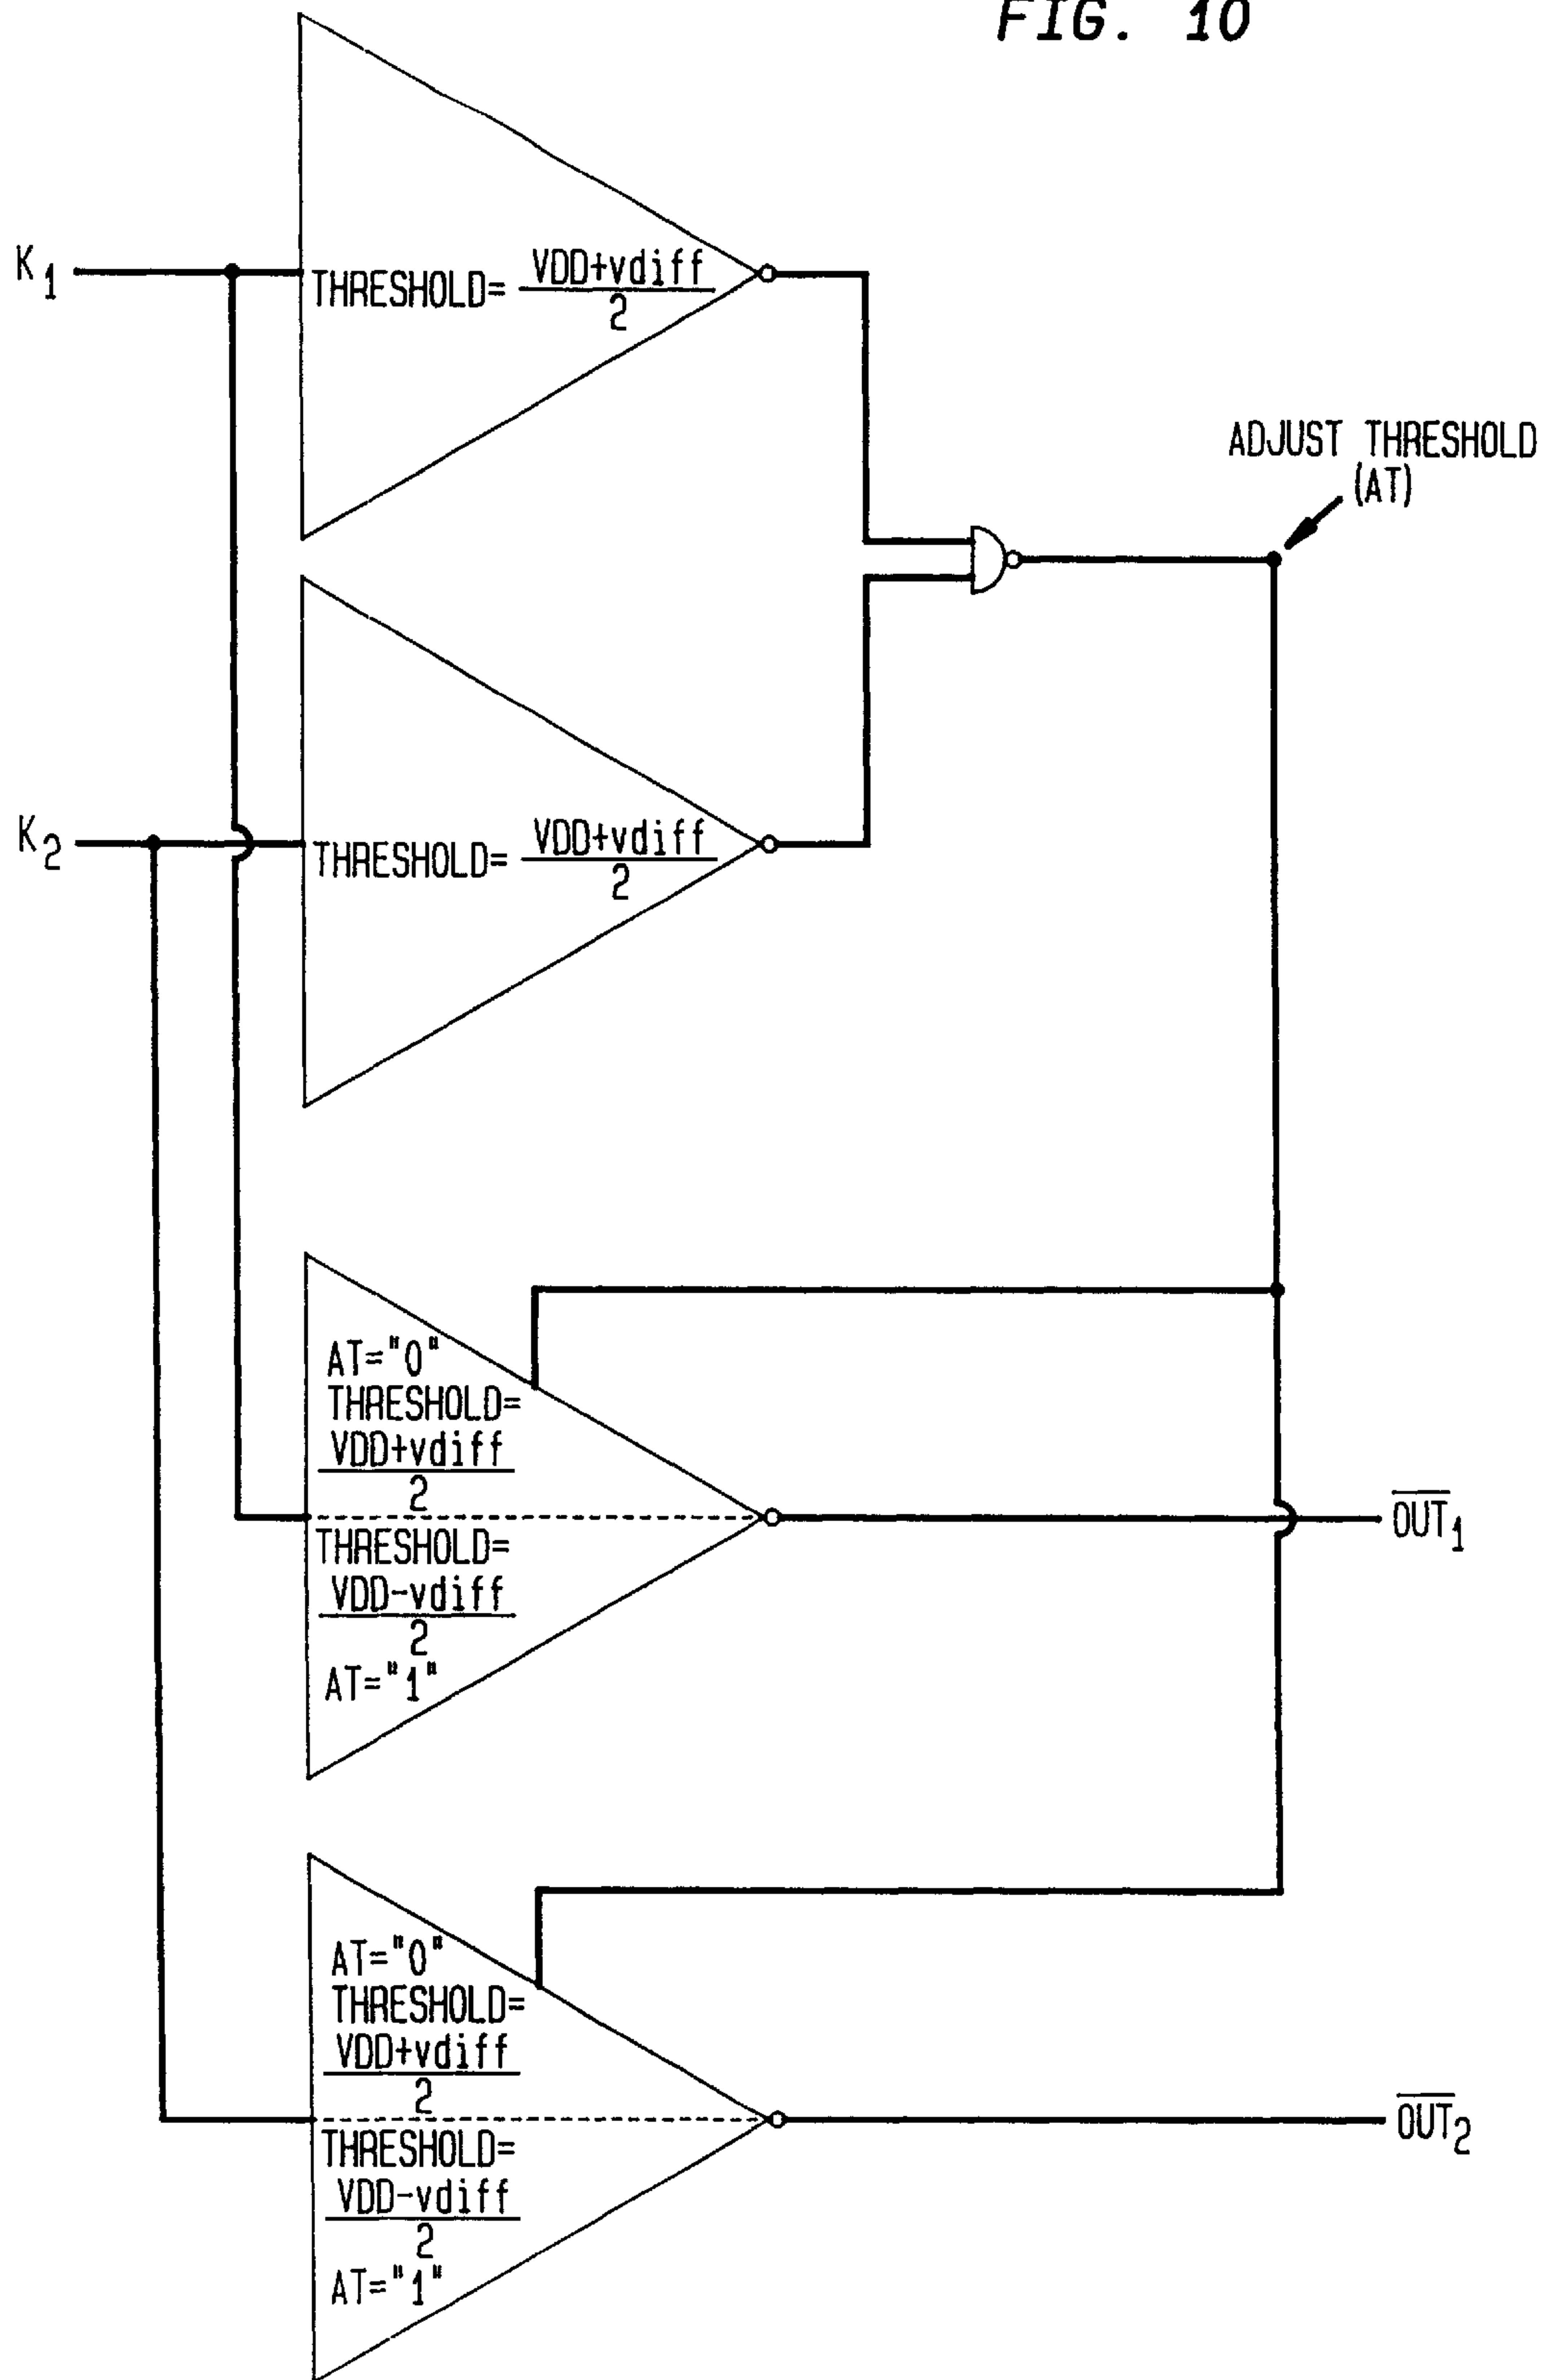 FIG. 10
K1
THRESHOLD= VDD+vdiff
2
ADJUST THRESHOLD
(AT)
K2
THRESHOLD= VDD+vdiff
2
AT="0"
THRESHOLD=
VDD+vdiff
2
THRESHOLD=
VDD-vdiff
2
AT="1"
OUT1
AT="0"
THRESHOLD=
VDD+vdiff
2
THRESHOLD=
VDD-vdiff
2
AT="1"
OUT2